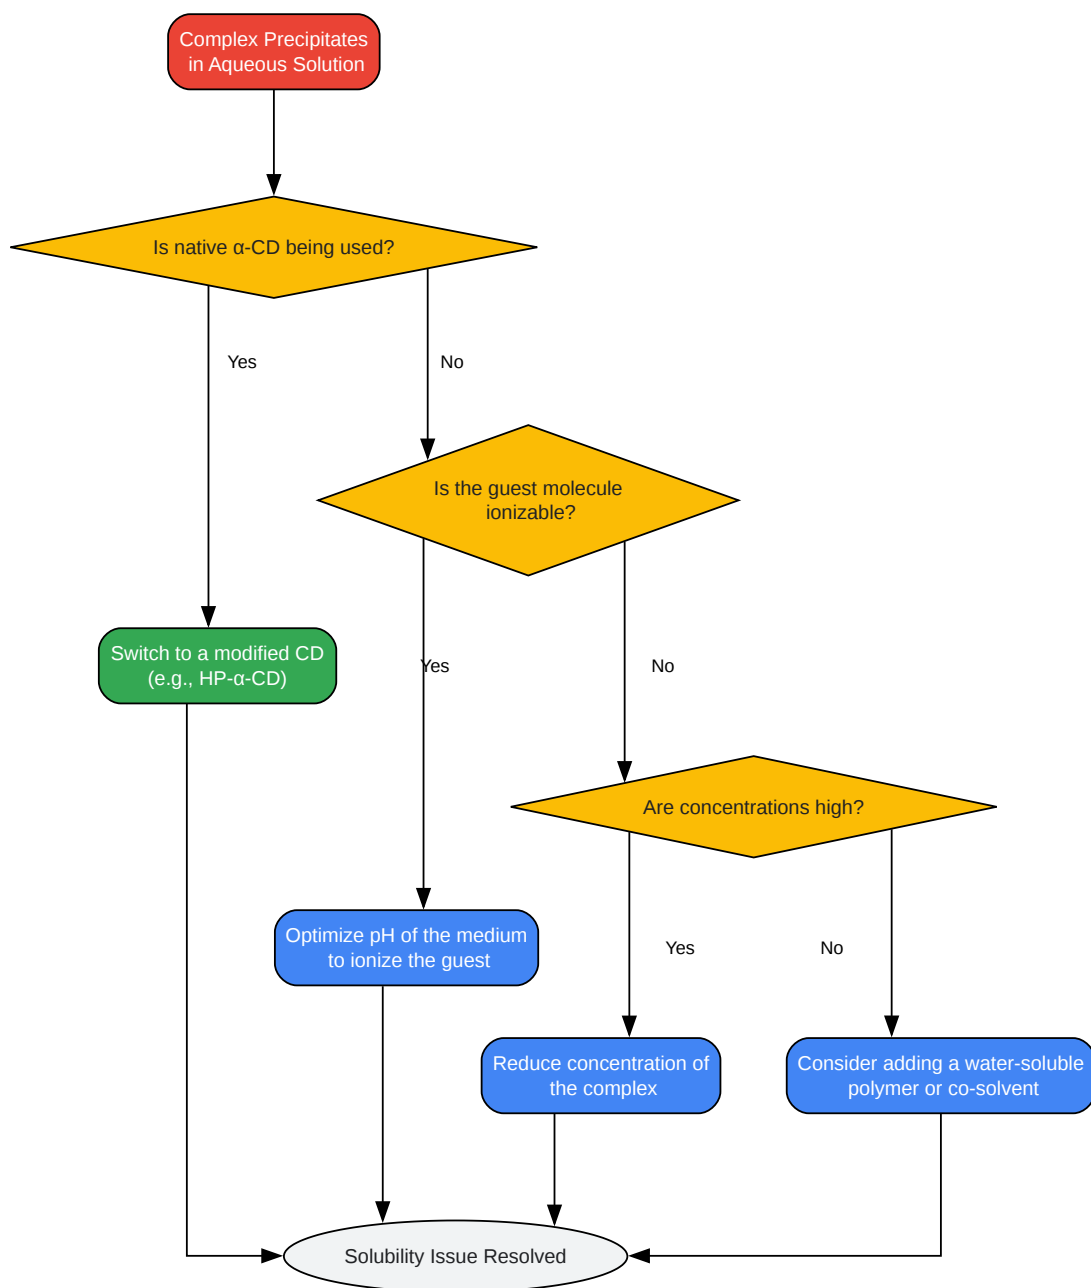 Complex Precipitates
in Aqueous Solution
Is native α-CD being used?
Yes
No
Is the guest molecule
ionizable?
Switch to a modified CD
(e.g., HP-α-CD)
Yes
No
Are concentrations high?
Optimize pH of the medium
to ionize the guest
Yes
No
Reduce concentration of
the complex
Consider adding a water-soluble
polymer or co-solvent
Solubility Issue Resolved